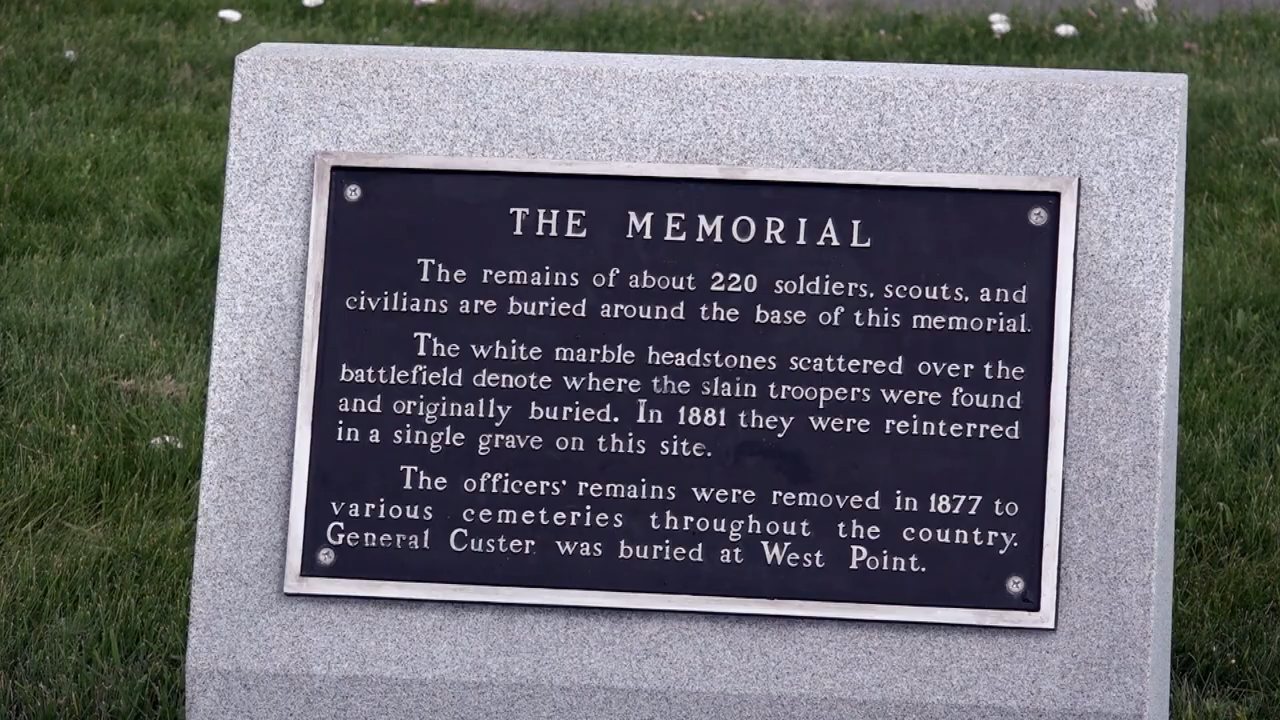 THE MEMORIAL
The remains of about 220 soldiers, scouts, and
civilians are buried around the base of this memorial.
The white marble headstones scattered over the
battlefield denote where the slain troopers were found
and originally buried. In 1881 they were reinterred
in a single grave on this site.
The officers' remains were removed in 1877 to
various cemeteries throughout the country.
General Custer was buried at West Point.